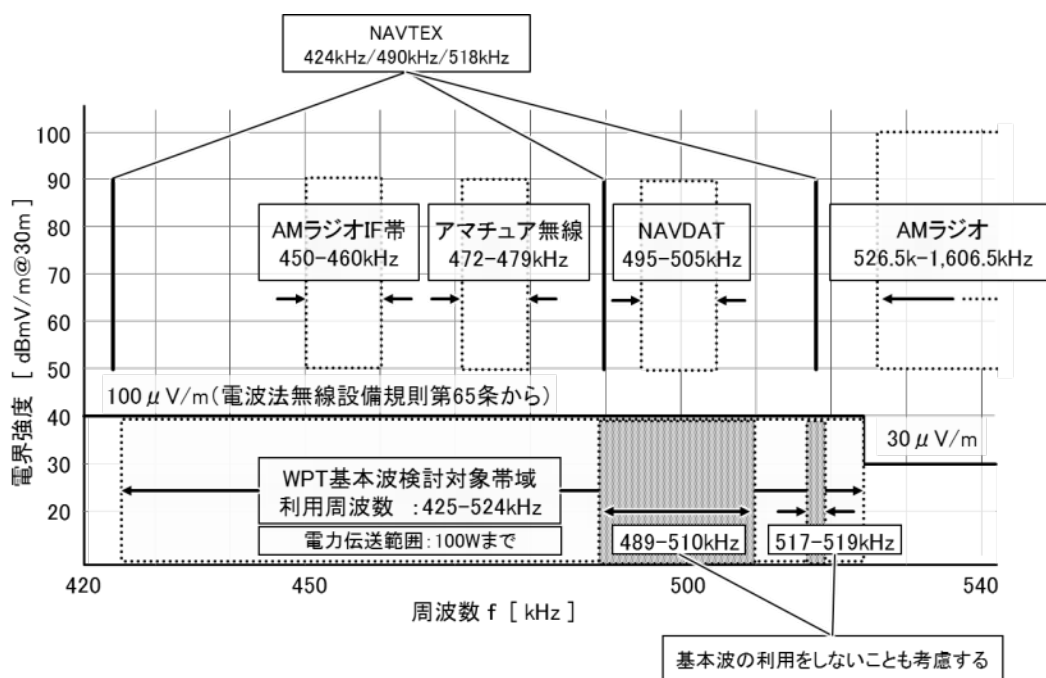 NAVTEX
424kHz/490kHz/518kHz
電界強度 [ dBmV/m@30m ]
100
90
80
70
60
50
40
30
20
AMラジオIF帯
450-460kHz
アマチュア無線
472-479kHz
NAVDAT
495-505kHz
AMラジオ
526.5k-1,606.5kHz
100μV/m(電波法無線設備規則第65条から)
30μV/m
WPT基本波検討対象帯域
利用周波数 :425-524kHz
電力伝送範囲:100Wまで
489-510kHz
517-519kHz
420
450
500
540
周波数 f [ kHz ]
基本波の利用をしないことも考慮する